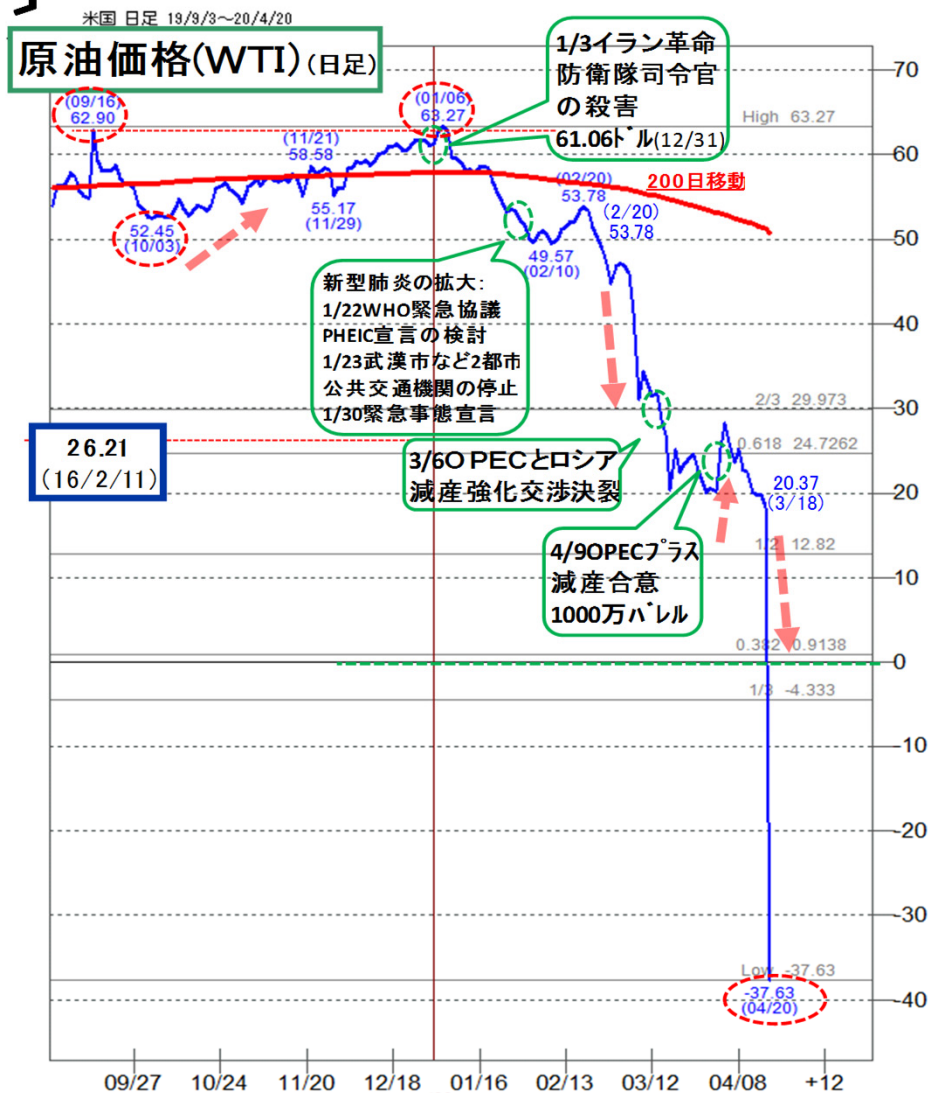 米国 日足 19/9/3～20/4/20
原油価格(WTI)(日足)
1/3イラン革命
防衛隊司令官
の殺害
61.06ﾄﾞﾙ(12/31)
70
(09/16)
62.90
(01/06)
63.27
High 63.27
60
(11/21)
58.58
(02/20)
53.78
200日移動
52.45
(10/03)
55.17
(11/29)
(2/20)
53.78
50
49.57
(02/10)
新型肺炎の拡大:
1/22WHO緊急協議
PHEIC宣言の検討
1/23武漢市など2都市
公共交通機関の停止
1/30緊急事態宣言
40
2/3 29.973
30
26.21
(16/2/11)
0.618 24.7262
3/6OPECとロシア
減産強化交渉決裂
20.37
(3/18)
20
4/9OPECﾌﾟﾗｽ
減産合意
1000万ﾊﾞﾚﾙ
1/2 12.82
10
0.382 0.9138
0
1/3 -4.333
-10
-20
-30
Low -37.63
-37.63
(04/20)
-40
09/27 10/24 11/20 12/18 01/16 02/13 03/12 04/08 +12